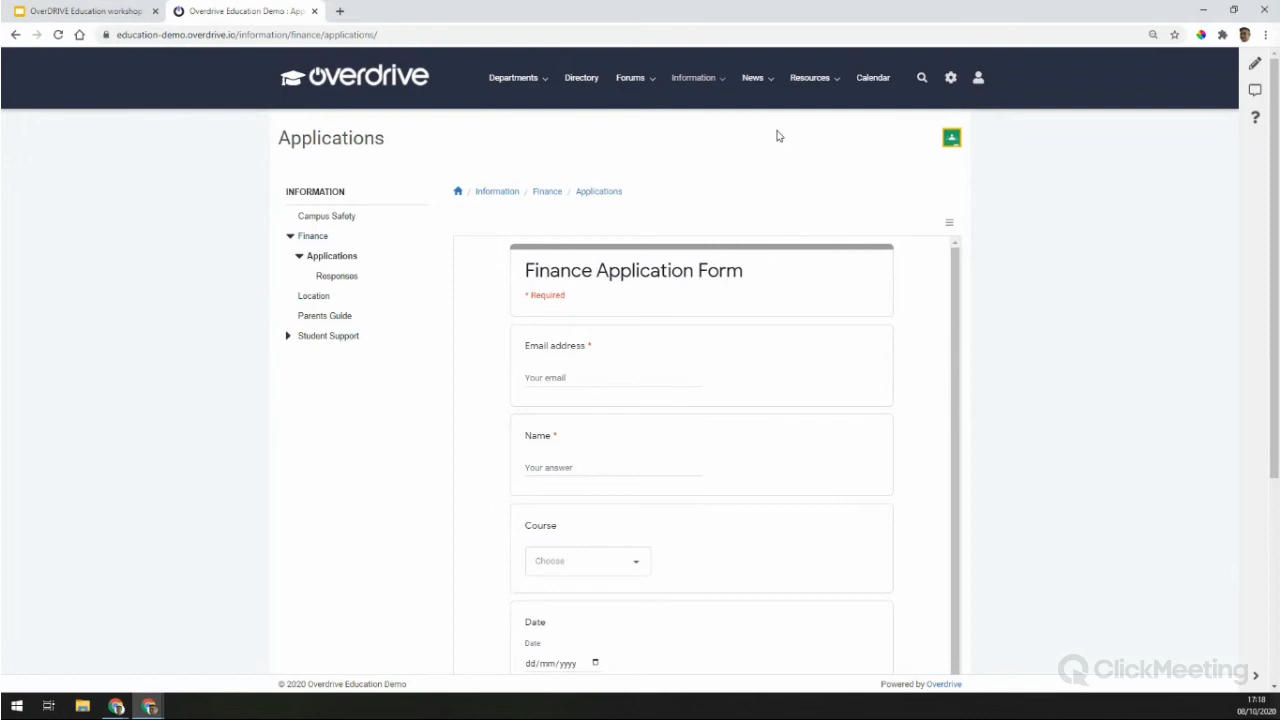 OverDRIVE Education workshop
Overdrive Education Demo : App
education-demo.overdrive.io/information/finance/applications/
overdrive
Departments
Directory
Forums
Information
News
Resources
Calendar
Applications
INFORMATION
Campus Safety
Finance
Applications
Responses
Location
Parents Guide
Student Support
Information / Finance / Applications
Finance Application Form
* Required
Email address *
Your email
Name *
Your answer
Course
Choose
Date
Date
dd/mm/yyyy
© 2020 Overdrive Education Demo
Powered by Overdrive
ClickMeeting
17:18
08/10/2020